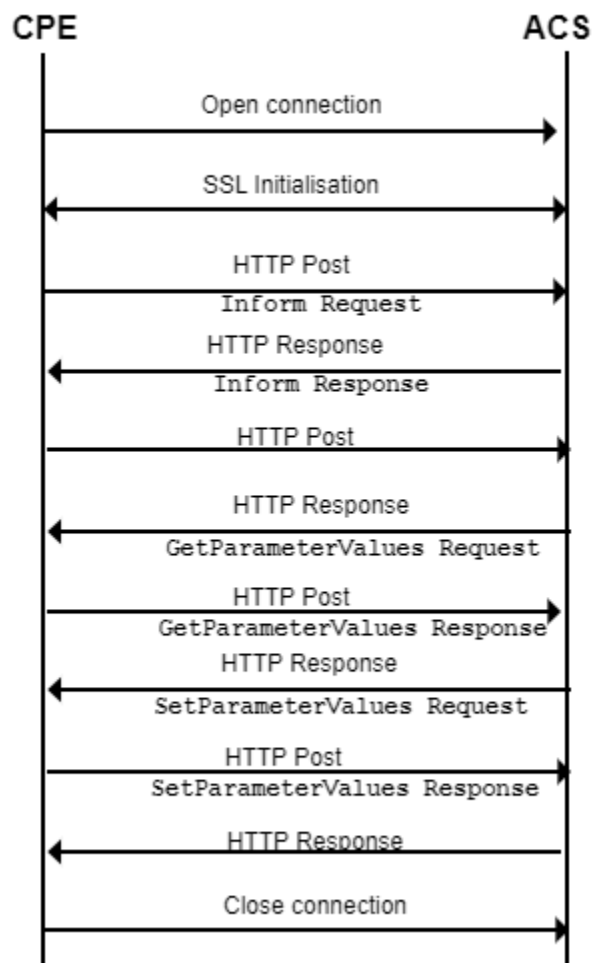 CPE ACS
Open connection
SSL Initialisation
HTTP Post
Inform Request
HTTP Response
Inform Response
HTTP Post
HTTP Response
GetParameterValues Request
HTTP Post
GetParameterValues Response
HTTP Response
SetParameterValues Request
HTTP Post
SetParameterValues Response
HTTP Response
Close connection